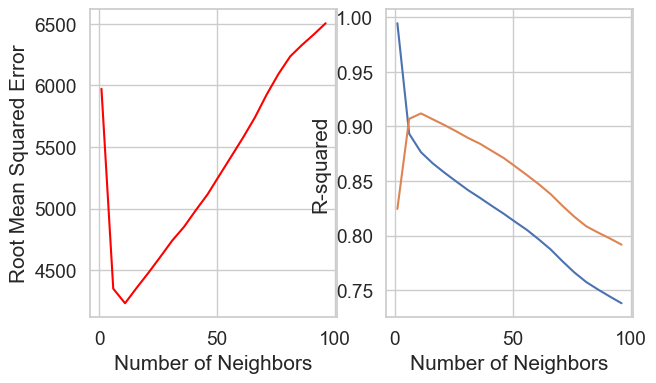 Root Mean Squared Error
6500
6000
5500
5000
4500
0 50 100
Number of Neighbors
R-squared
1.00
0.95
0.90
0.85
0.80
0.75
0 50 100
Number of Neighbors